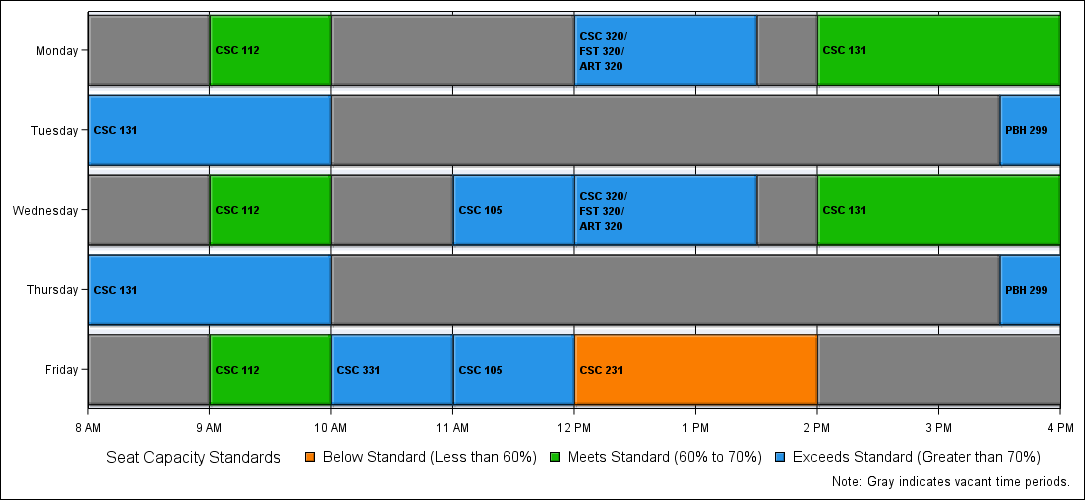 Monday
CSC 112
CSC 320/
FST 320/
ART 320
CSC 131
Tuesday
CSC 131
PBH 299
Wednesday
CSC 112
CSC 105
CSC 320/
FST 320/
ART 320
CSC 131
Thursday
CSC 131
PBH 299
Friday
CSC 112
CSC 331
CSC 105
CSC 231
8 AM 9 AM 10 AM 11 AM 12 PM 1 PM 2 PM 3 PM 4 PM
Seat Capacity Standards Below Standard (Less than 60%) Meets Standard (60% to 70%) Exceeds Standard (Greater than 70%)
Note: Gray indicates vacant time periods.